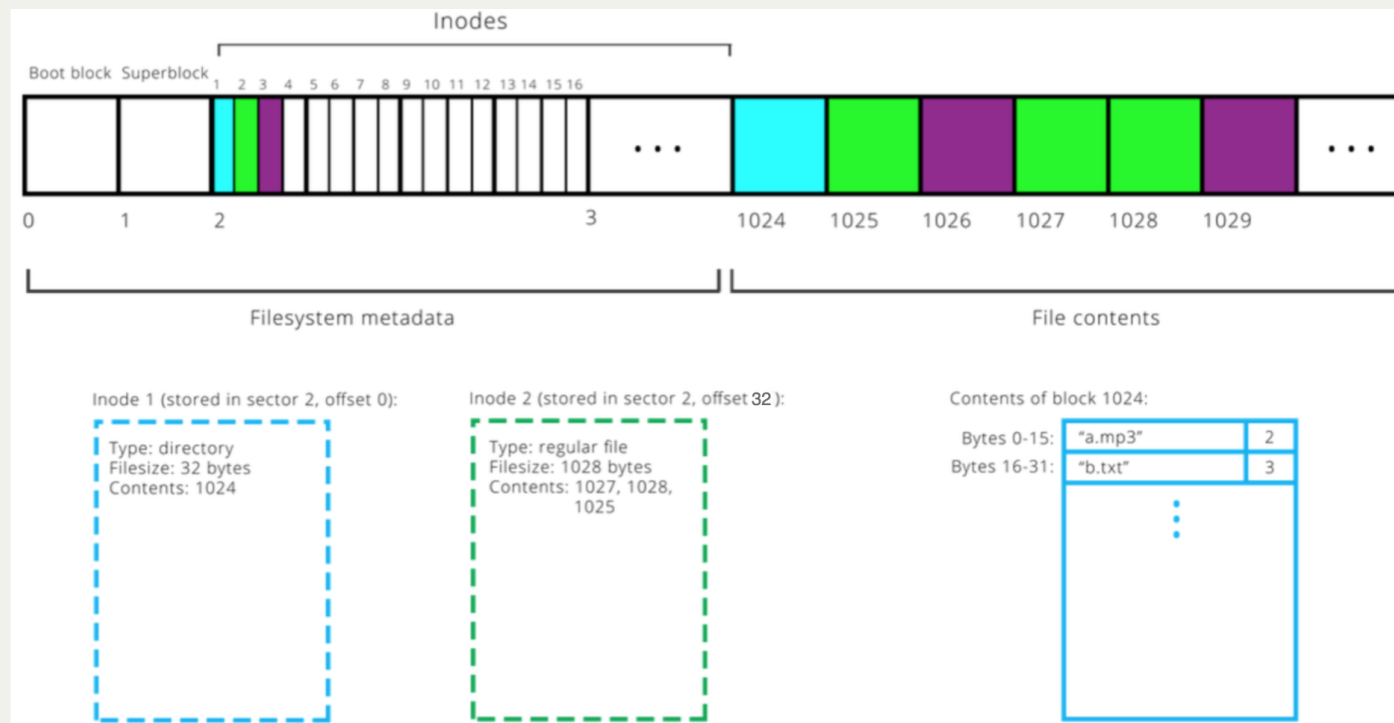 Inodes
Boot block Superblock
1 2 3 4 5 6 7 8 9 10 11 12 13 14 15 16
0 1 2 3 1024 1025 1026 1027 1028 1029
Filesystem metadata
File contents
Inode 1 (stored in sector 2, offset 0):
Type: directory
Filesize: 32 bytes
Contents: 1024
Inode 2 (stored in sector 2, offset 32):
Type: regular file
Filesize: 1028 bytes
Contents: 1027, 1028,
1025
Contents of block 1024:
Bytes 0-15: “a.mp3” 2
Bytes 16-31: “b.txt” 3